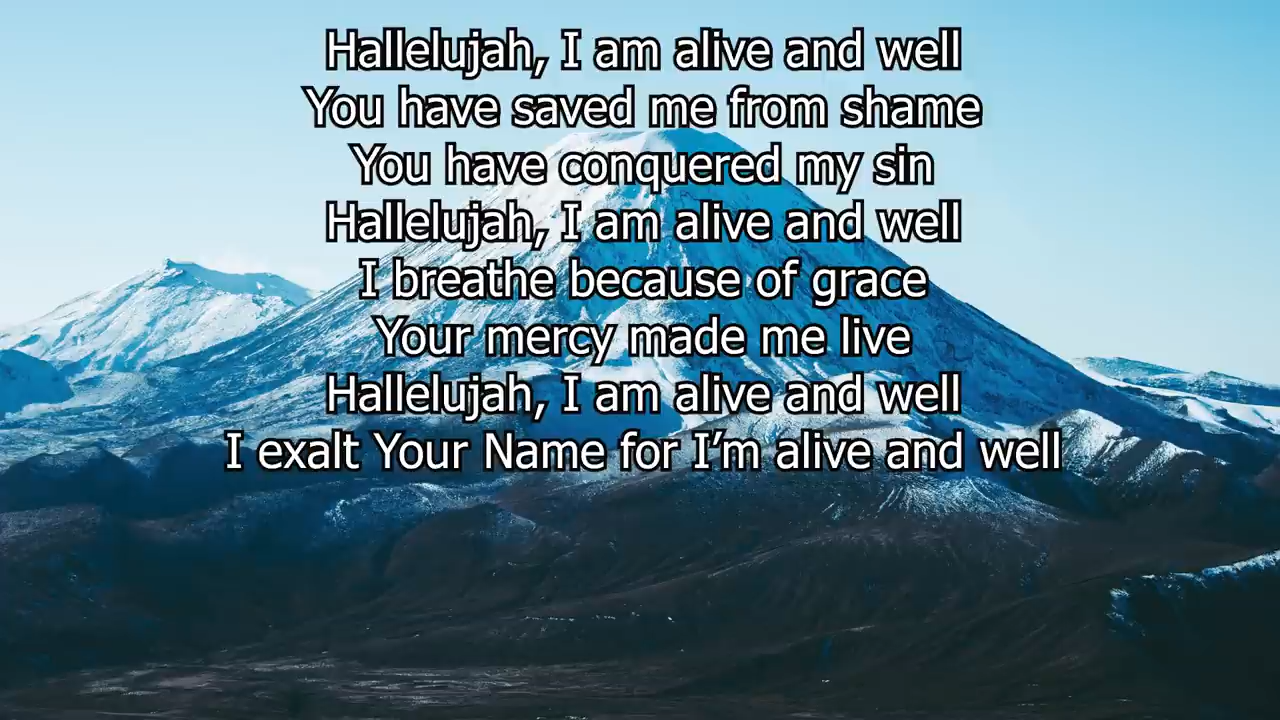 Hallelujah, I am alive and well
You have saved me from shame
You have conquered my sin
Hallelujah, I am alive and well
I breathe because of grace
Your mercy made me live
Hallelujah, I am alive and well
I exalt Your Name for I’m alive and well